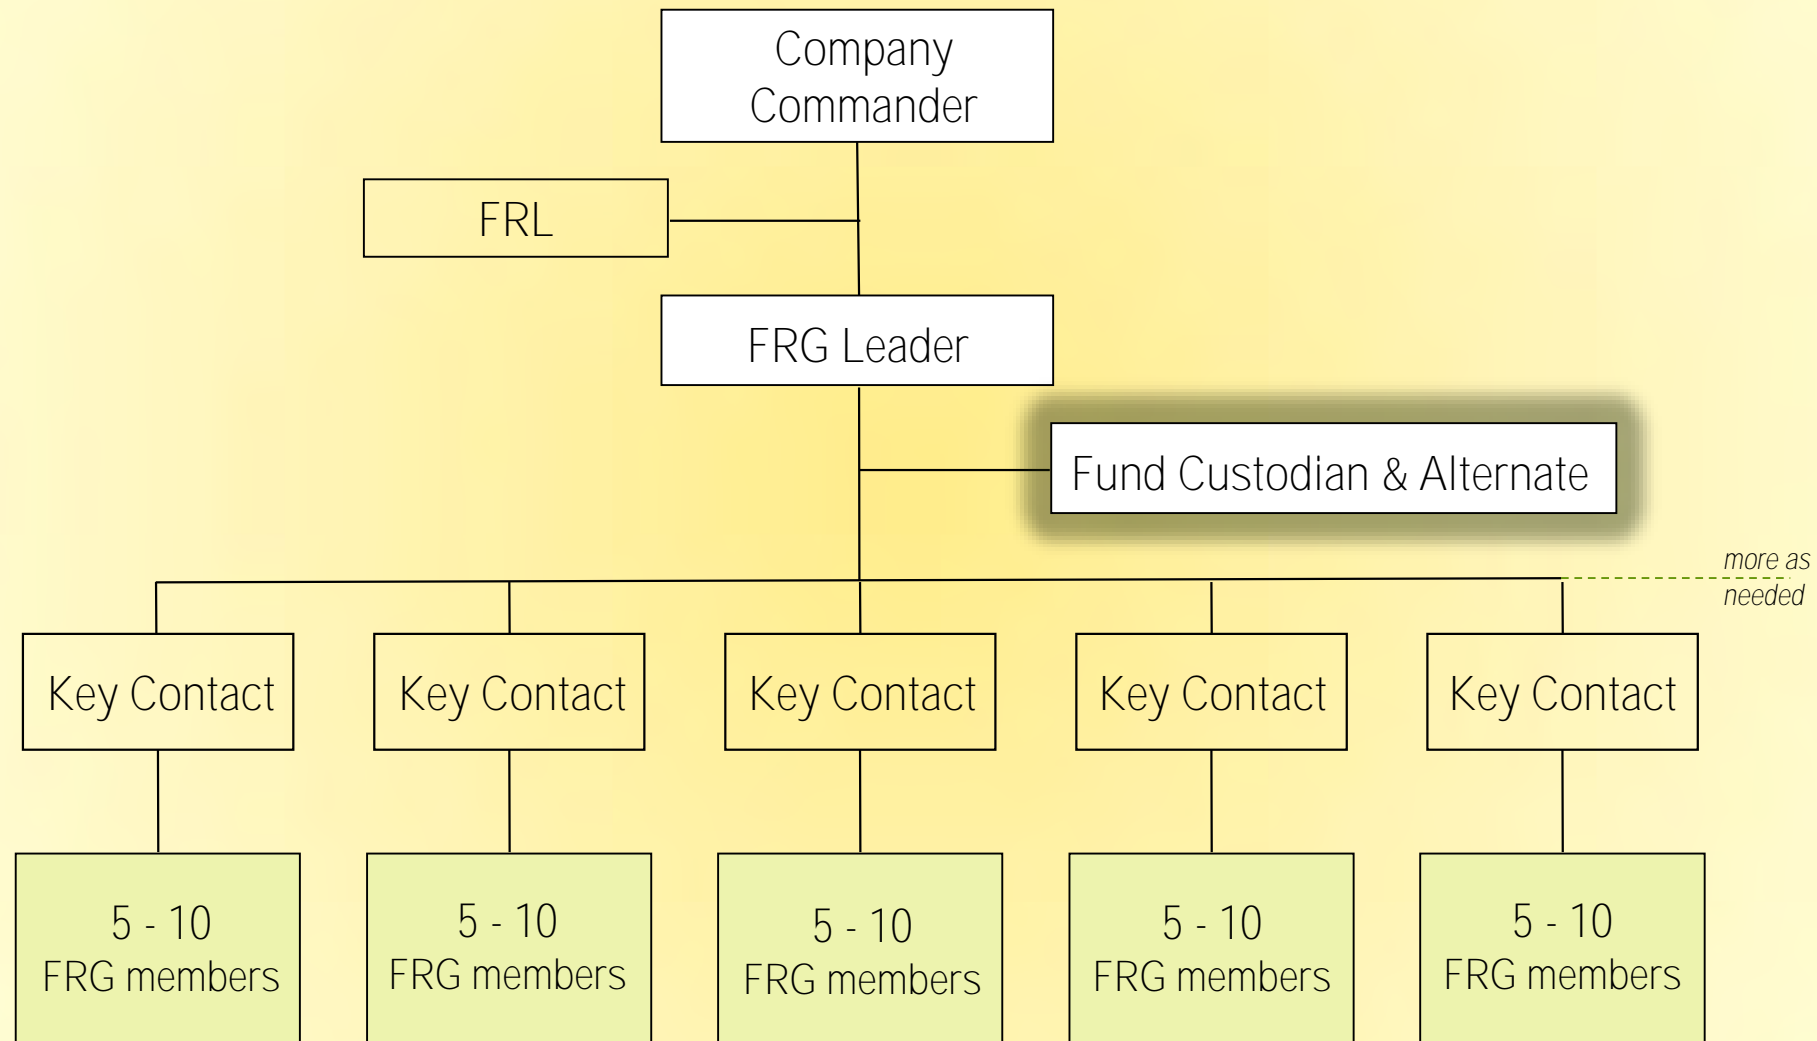 Company
Commander
FRL
FRG Leader
Fund Custodian & Alternate
more as
needed
Key Contact
Key Contact
Key Contact
Key Contact
Key Contact
5 - 10
FRG members
5 - 10
FRG members
5 - 10
FRG members
5 - 10
FRG members
5 - 10
FRG members